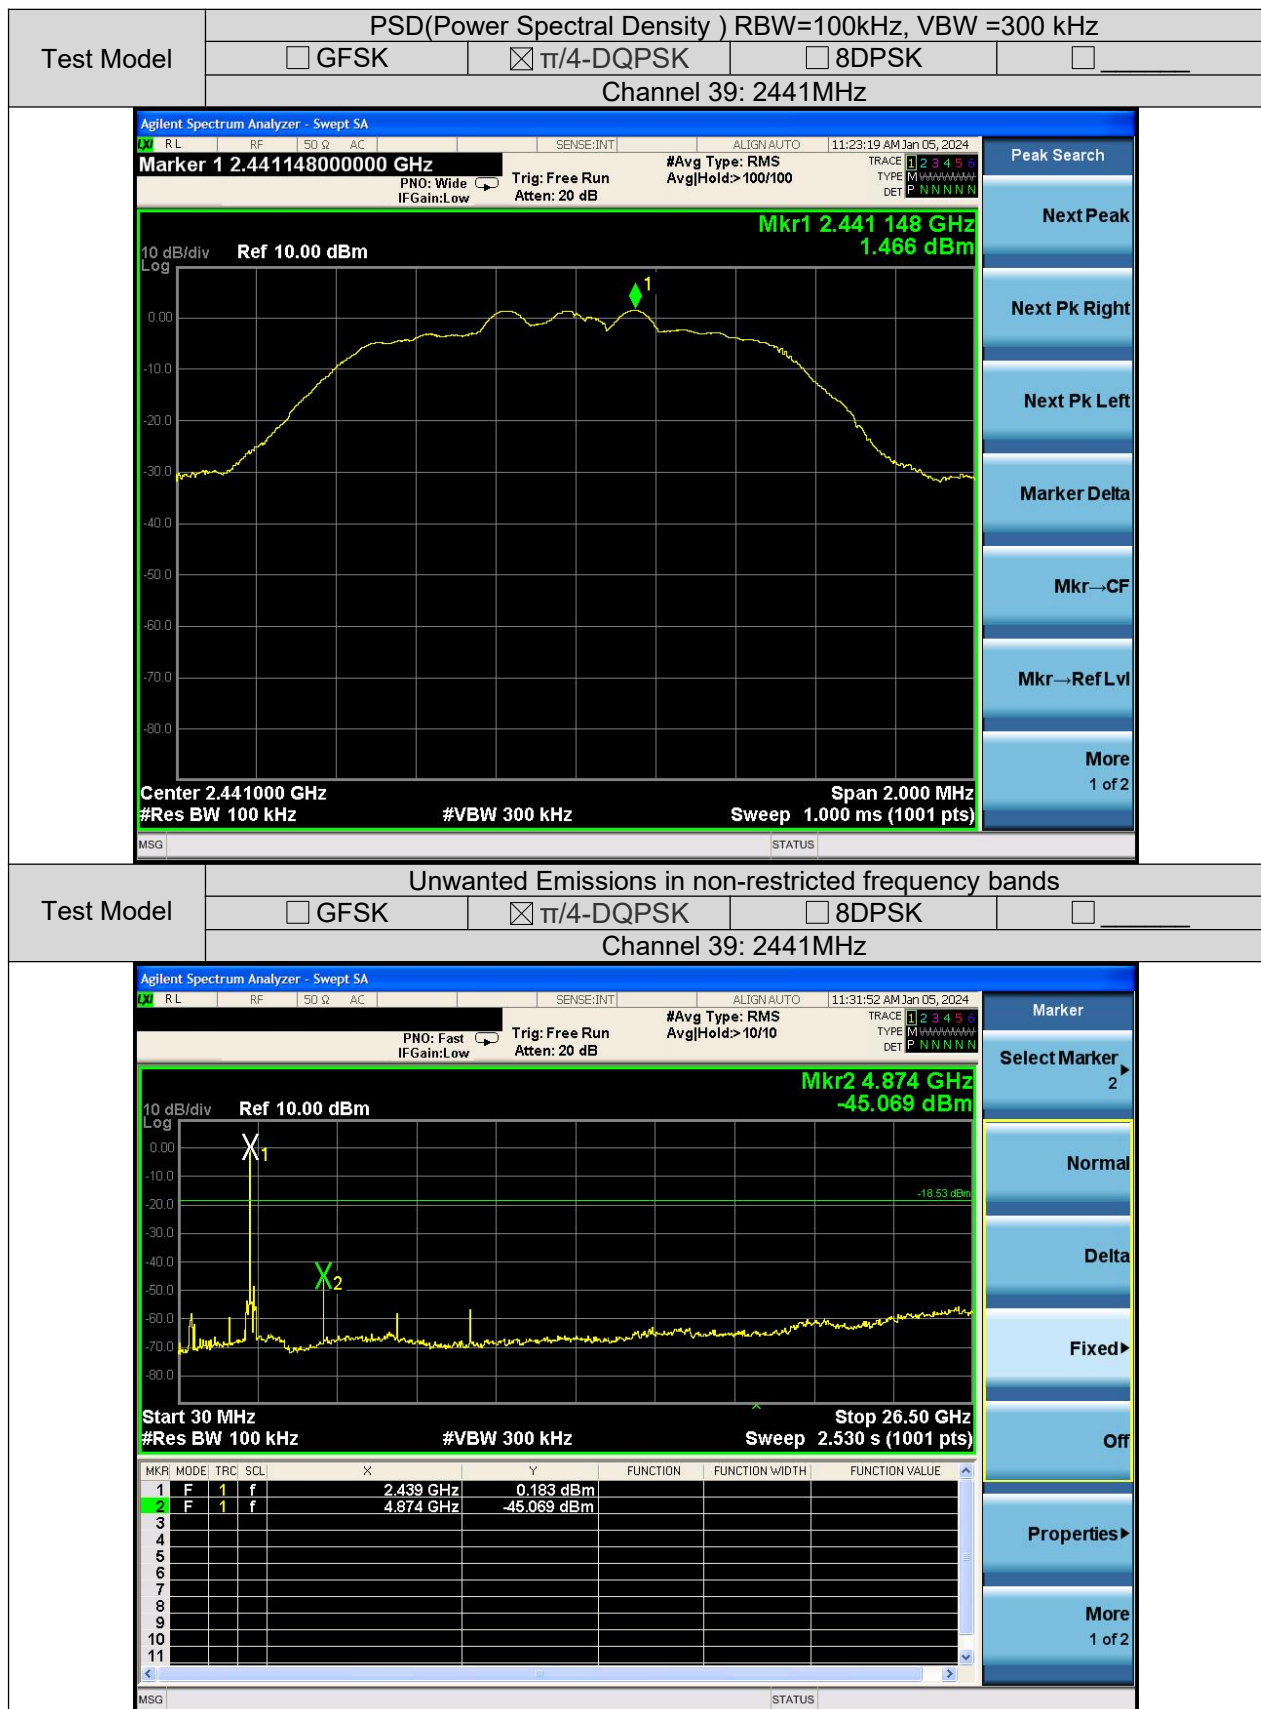 Test Model
PSD(Power Spectral Density ) RBW=100kHz, VBW =300 kHz
☐ GFSK ☒ π/4-DQPSK ☐ 8DPSK ☐ ______
Channel 39: 2441MHz
Agilent Spectrum Analyzer - Swept SA
LXI RL RF 50 Ω AC SENSE:INT ALIGNAUTO 11:23:19 AM Jan 05, 2024
Marker 1 2.441148000000 GHz
PNO: Wide
IFGain:Low
Trig: Free Run
Atten: 20 dB
#Avg Type: RMS
Avg|Hold:>100/100
TRACE 1 2 3 4 5 6
TYPE M
DET P N N N N N
Peak Search
Mkr1 2.441 148 GHz
1.466 dBm
10 dB/div Ref 10.00 dBm
Log
1
0.00
-10.0
-20.0
-30.0
-40.0
-50.0
-60.0
-70.0
-80.0
Center 2.441000 GHz Span 2.000 MHz
#Res BW 100 kHz #VBW 300 kHz Sweep 1.000 ms (1001 pts)
MSG STATUS
Next Peak
Next Pk Right
Next Pk Left
Marker Delta
Mkr→CF
Mkr→Ref Lvl
More
1 of 2
Test Model
Unwanted Emissions in non-restricted frequency bands
☐ GFSK ☒ π/4-DQPSK ☐ 8DPSK ☐ ______
Channel 39: 2441MHz
Agilent Spectrum Analyzer - Swept SA
LXI RL RF 50 Ω AC SENSE:INT ALIGNAUTO 11:31:52 AM Jan 05, 2024
PNO: Fast
IFGain:Low
Trig: Free Run
Atten: 20 dB
#Avg Type: RMS
Avg|Hold:>10/10
TRACE 1 2 3 4 5 6
TYPE M
DET P N N N N N
Marker
Mkr2 4.874 GHz
-45.069 dBm
10 dB/div Ref 10.00 dBm
Log
1
2
-18.53 dBm
0.00
-10.0
-20.0
-30.0
-40.0
-50.0
-60.0
-70.0
-80.0
Start 30 MHz Stop 26.50 GHz
#Res BW 100 kHz #VBW 300 kHz Sweep 2.530 s (1001 pts)
MKR MODE TRC SCL X Y FUNCTION FUNCTION WIDTH FUNCTION VALUE
1 F 1 f 2.439 GHz 0.183 dBm
2 F 1 f 4.874 GHz -45.069 dBm
3
4
5
6
7
8
9
10
11
MSG STATUS
Select Marker
2
Normal
Delta
Fixed
Off
Properties
More
1 of 2